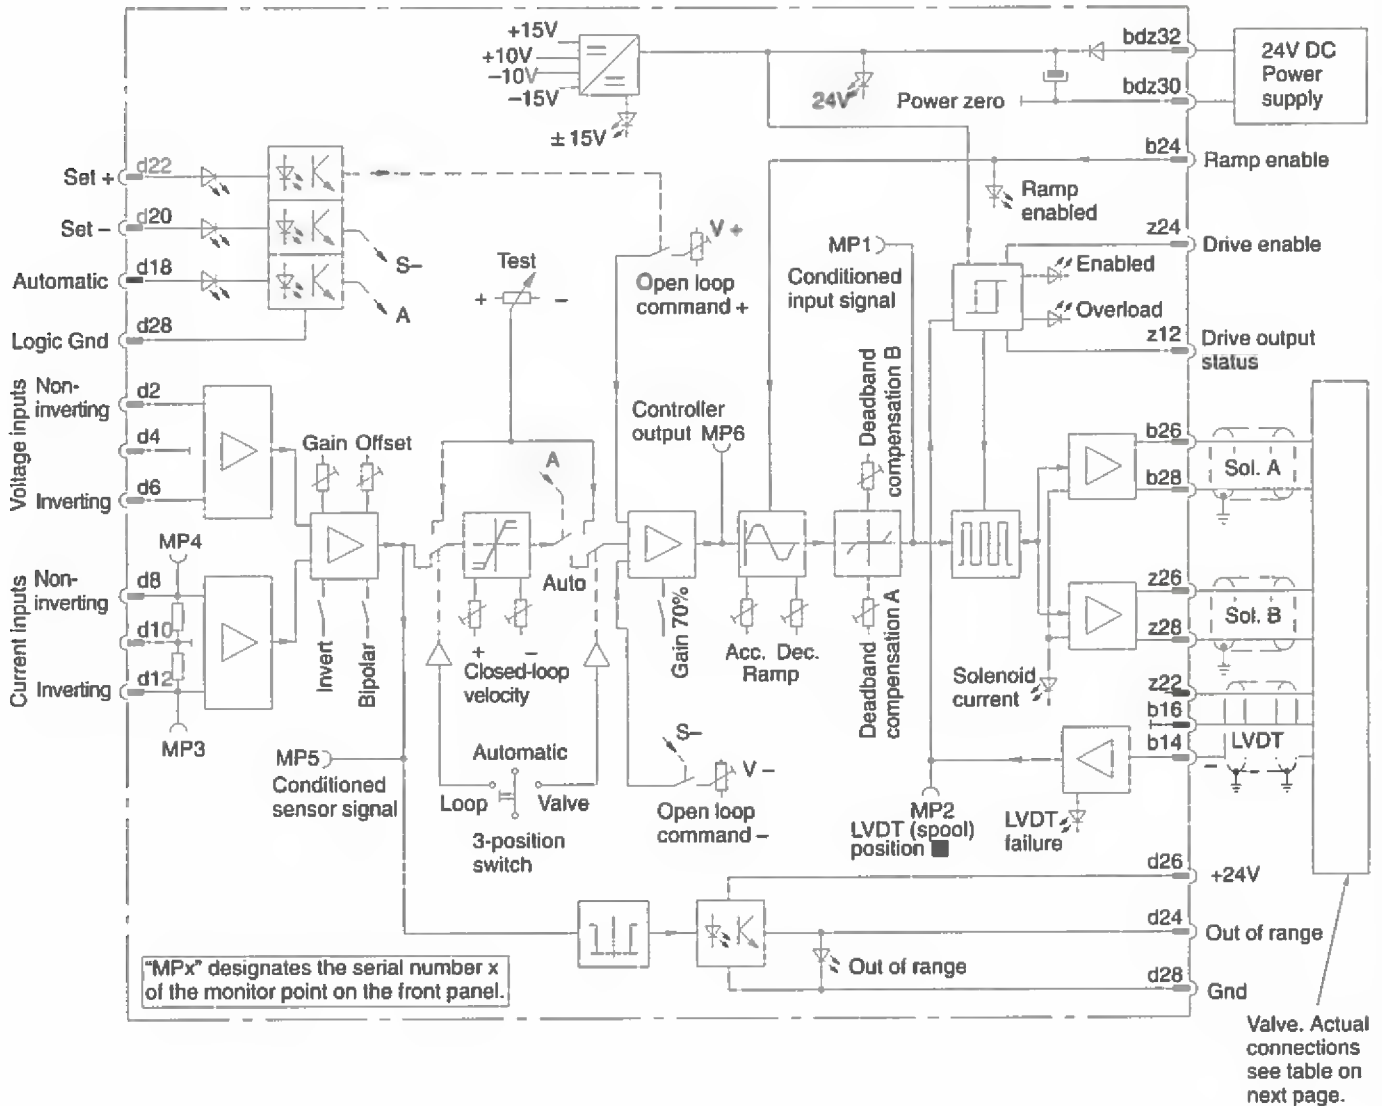 +15V
+10V
−10V
−15V
± 15V
24V
Power zero
bdz32
bdz30
24V DC
Power
supply
b24
Ramp enable
Ramp
enabled
z24
Drive enable
Enabled
Overload
z12
Drive output
status
d22
Set +
d20
Set −
d18
Automatic
d28
Logic Gnd
S−
A
Test
+ −
V +
Open loop
command +
MP1
Conditioned
input signal
Voltage inputs
Non-
inverting
d2
d4
Inverting
d6
Gain Offset
A
Controller
output MP6
Deadband
compensation B
b26
b28
Sol. A
Current inputs
MP4
Non-
inverting
d8
d10
Inverting
d12
MP3
Invert
Bipolar
+ −
Closed-loop
velocity
Auto
Gain 70%
Acc. Dec.
Ramp
Deadband
compensation A
z26
z28
Sol. B
Solenoid
current
z22
b16
b14
LVDT
−
MP5
Conditioned
sensor signal
Automatic
Loop
Valve
3-position
switch
S−
V −
Open loop
command −
MP2
LVDT (spool)
position
LVDT
failure
d26
+24V
d24
Out of range
Out of range
d28
Gnd
"MPx" designates the serial number x
of the monitor point on the front panel.
Valve. Actual
connections
see table on
next page.